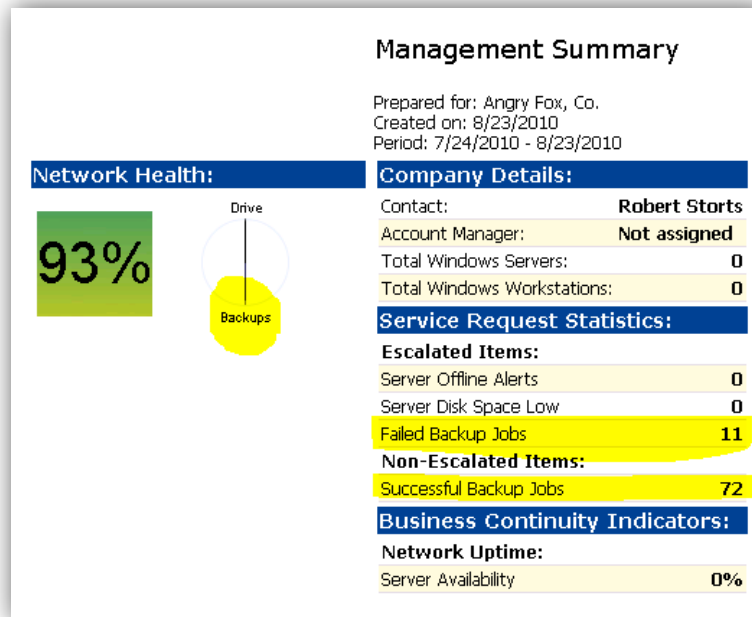 Management Summary
Prepared for: Angry Fox, Co.
Created on: 8/23/2010
Period: 7/24/2010 - 8/23/2010
Network Health:
93%
Drive
Backups
Company Details:
Contact: Robert Storts
Account Manager: Not assigned
Total Windows Servers: 0
Total Windows Workstations: 0
Service Request Statistics:
Escalated Items:
Server Offline Alerts 0
Server Disk Space Low 0
Failed Backup Jobs 11
Non-Escalated Items:
Successful Backup Jobs 72
Business Continuity Indicators:
Network Uptime:
Server Availability 0%